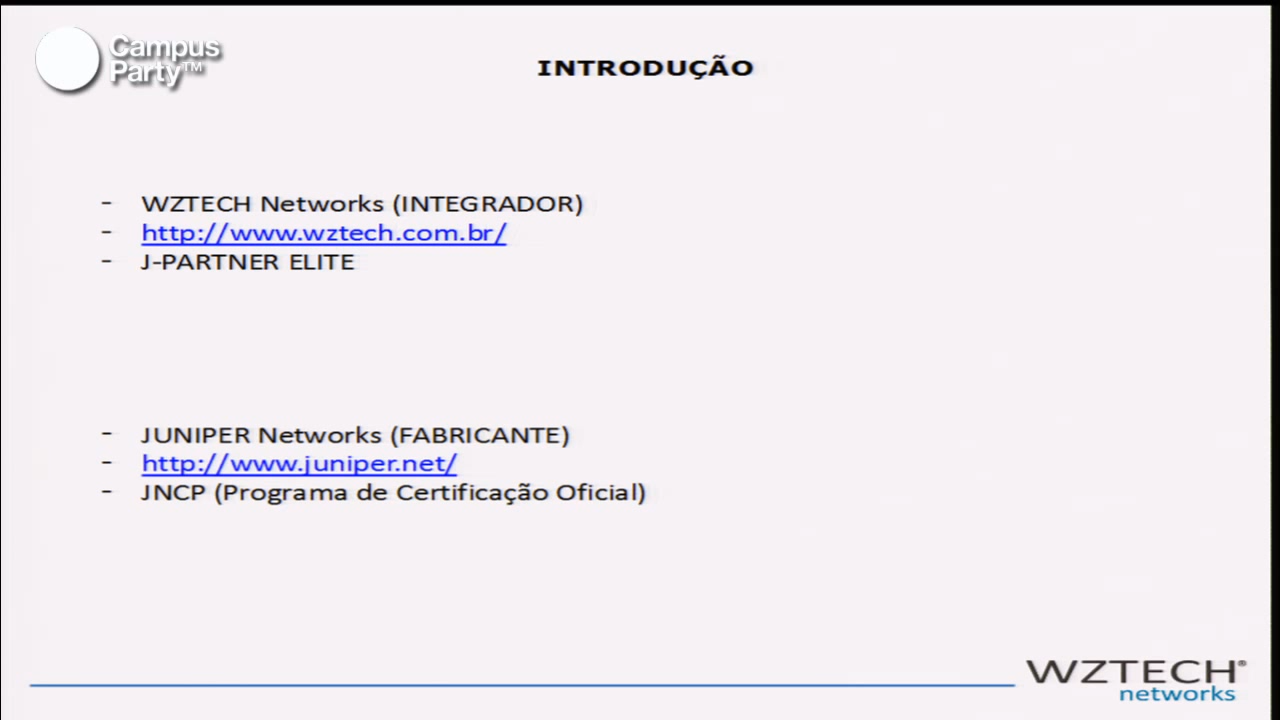 Campus
Party™
INTRODUÇÃO
- WZTECH Networks (INTEGRADOR)
- http://www.wztech.com.br/
- J-PARTNER ELITE
- JUNIPER Networks (FABRICANTE)
- http://www.juniper.net/
- JNCP (Programa de Certificação Oficial)
WZTECH®
networks